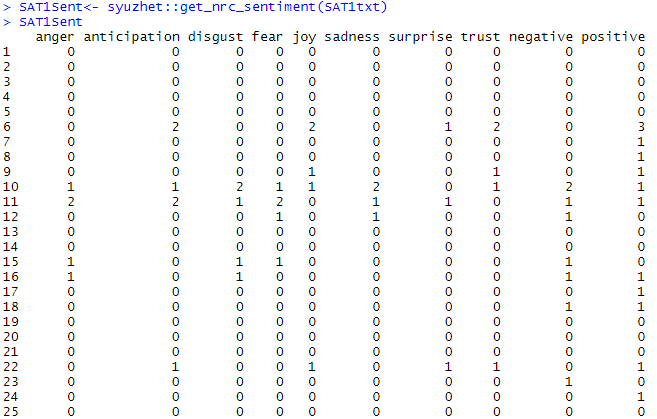 > SAT1Sent<- syuzhet::get_nrc_sentiment(SAT1txt)
> SAT1Sent
anger anticipation disgust fear joy sadness surprise trust negative positive
1 0 0 0 0 0 0 0 0 0 0
2 0 0 0 0 0 0 0 0 0 0
3 0 0 0 0 0 0 0 0 0 0
4 0 0 0 0 0 0 0 0 0 0
5 0 0 0 0 0 0 0 0 0 0
6 0 2 0 0 2 0 1 2 0 3
7 0 0 0 0 0 0 0 0 0 1
8 0 0 0 0 0 0 0 0 0 1
9 0 0 0 0 1 0 0 1 0 1
10 1 1 2 1 1 2 0 1 2 1
11 2 2 1 2 0 1 1 0 1 1
12 0 0 0 1 0 1 0 0 1 0
13 0 0 0 0 0 0 0 0 0 0
14 0 0 0 0 0 0 0 0 0 0
15 1 0 1 1 0 0 0 0 1 0
16 1 0 1 0 0 0 0 0 1 1
17 0 0 0 0 0 0 0 0 0 1
18 0 0 0 0 0 0 0 0 1 1
19 0 0 0 0 0 0 0 0 0 0
20 0 0 0 0 0 0 0 0 0 0
21 0 0 0 0 0 0 0 0 0 0
22 0 1 0 0 1 0 1 1 0 1
23 0 0 0 0 0 0 0 0 1 0
24 0 0 0 0 0 0 0 0 0 1
25 0 0 0 0 0 0 0 0 0 0